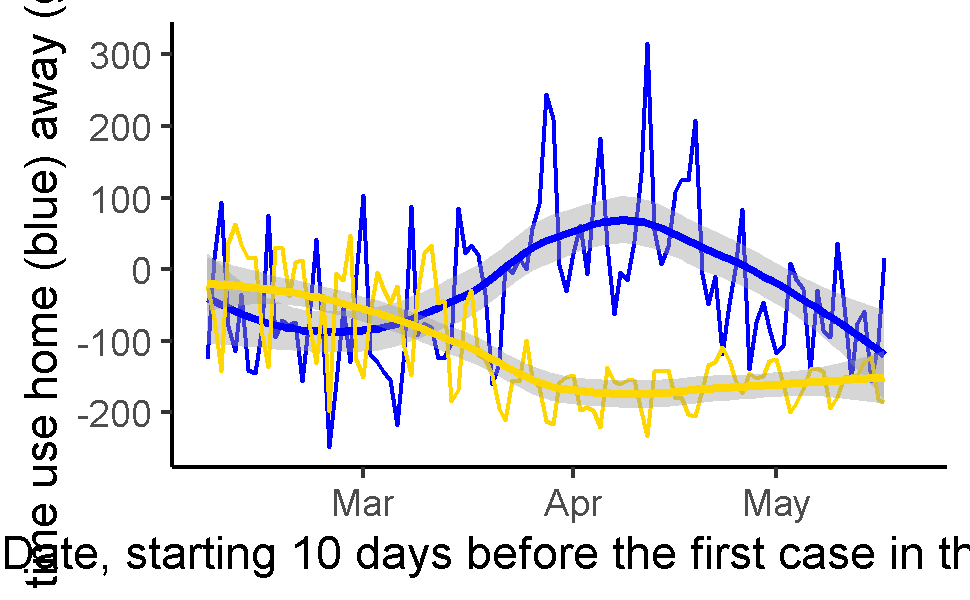 time use home (blue) away (
300
200
100
0
-100
-200
Mar Apr May
Date, starting 10 days before the first case in th